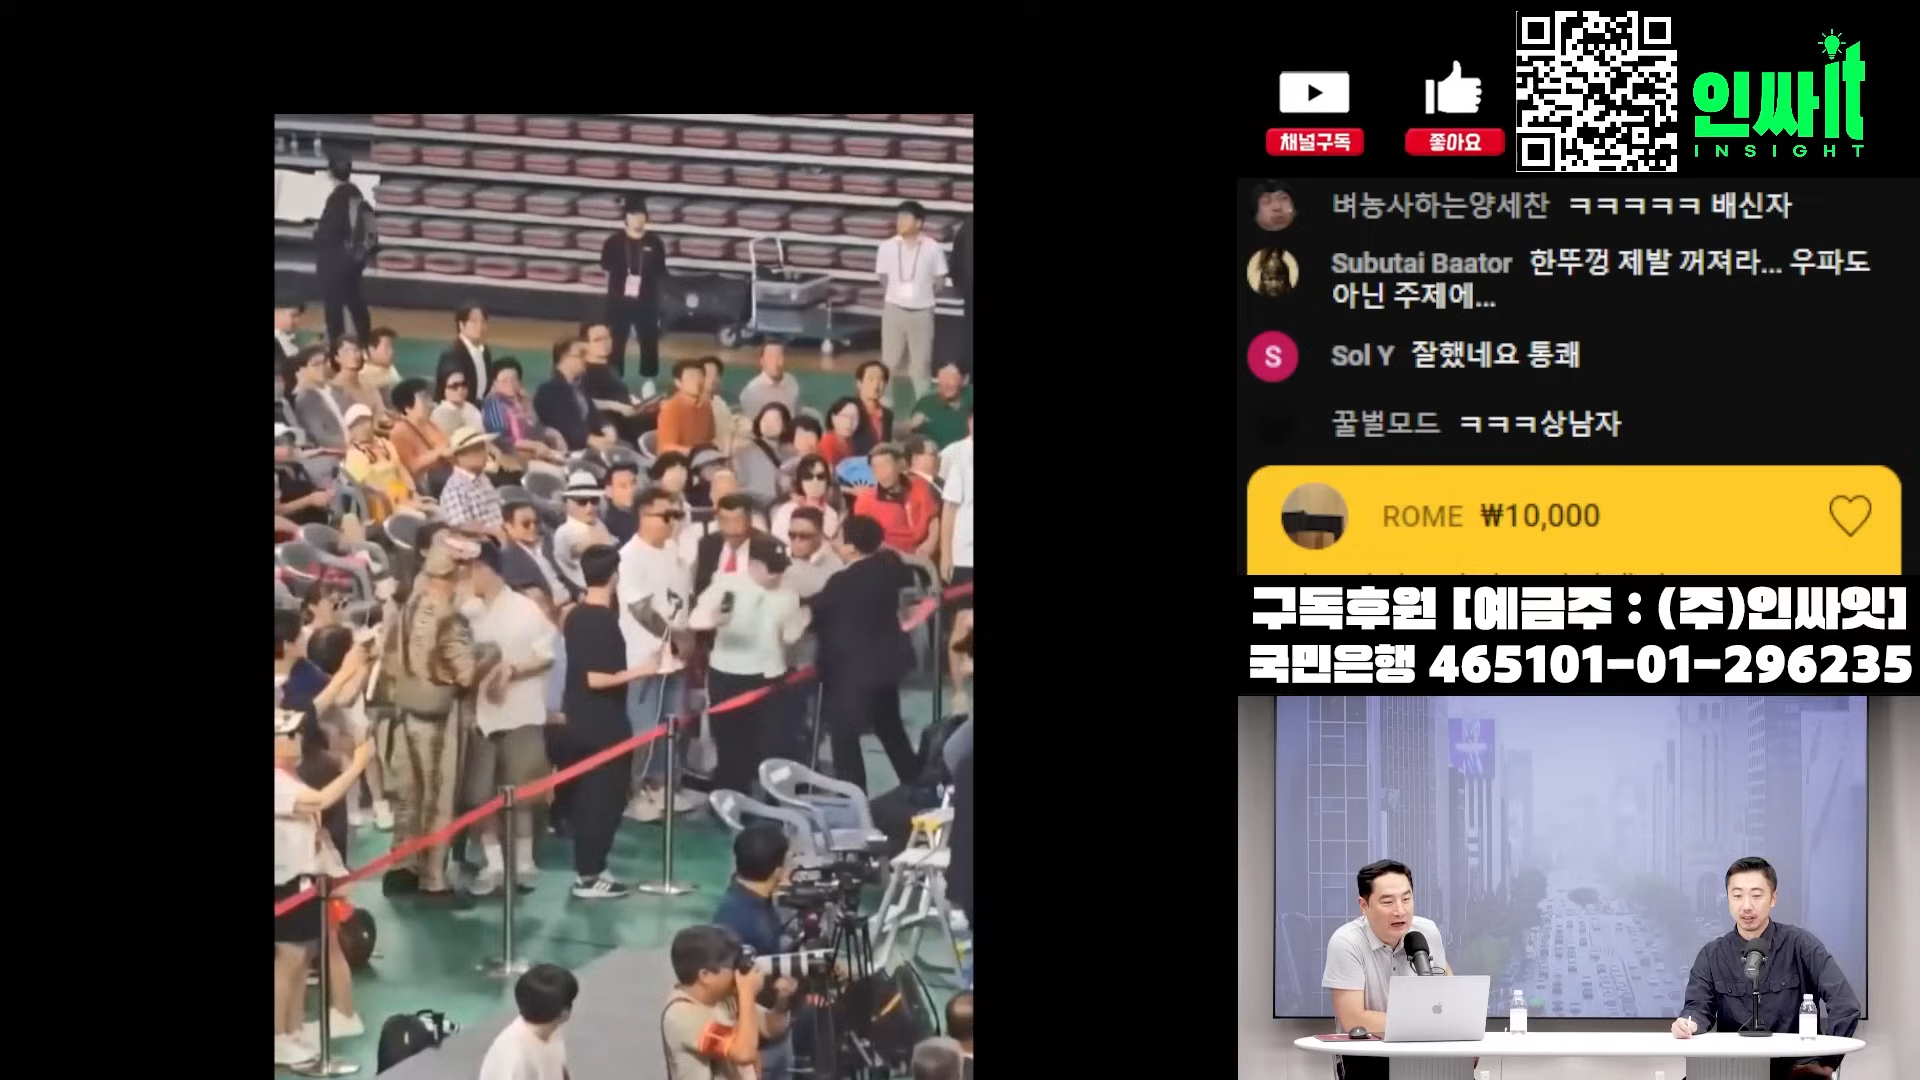 채널구독
좋아요
인싸it
INSIGHT
벼농사하는양세찬 ㅋㅋㅋㅋㅋ 배신자
Subutai Baator 한뚜껑 제발 꺼져라... 우파도
아닌 주제에...
S
Sol Y 잘했네요 통쾌
꿀벌모드 ㅋㅋㅋ상남자
ROME ₩10,000
구독후원 [예금주 : (주)인싸잇]
국민은행 465101-01-296235